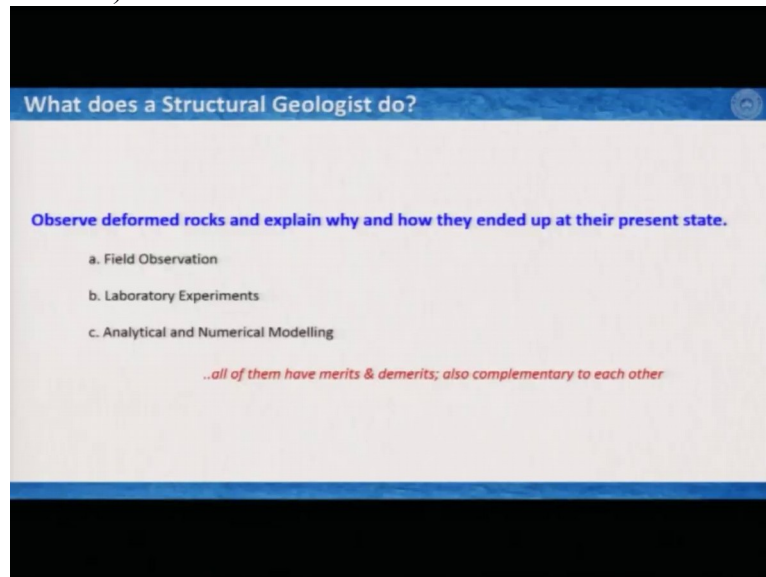 What does a Structural Geologist do?
Observe deformed rocks and explain why and how they ended up at their present state.
a. Field Observation
b. Laboratory Experiments
c. Analytical and Numerical Modelling
..all of them have merits & demerits; also complementary to each other